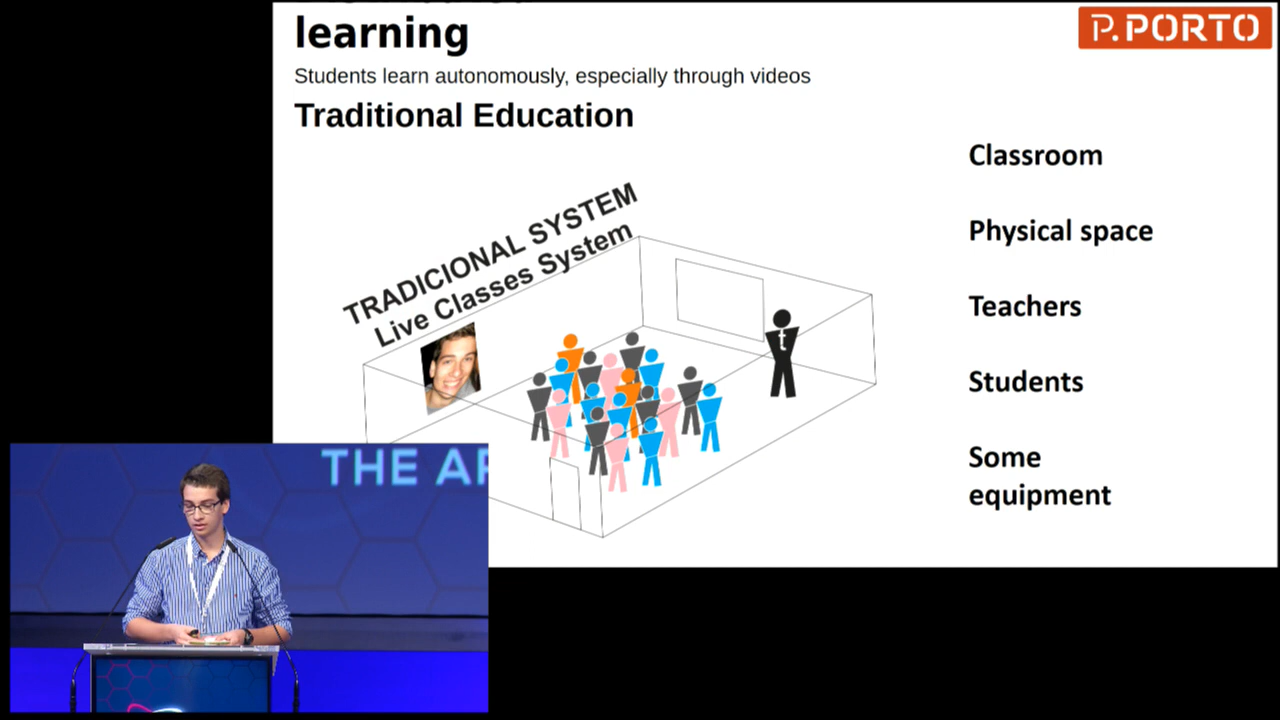 learning
P.PORTO
Students learn autonomously, especially through videos
Traditional Education
Classroom
TRADICIONAL SYSTEM
Live Classes System
Physical space
Teachers
t
Students
Some
equipment
THE